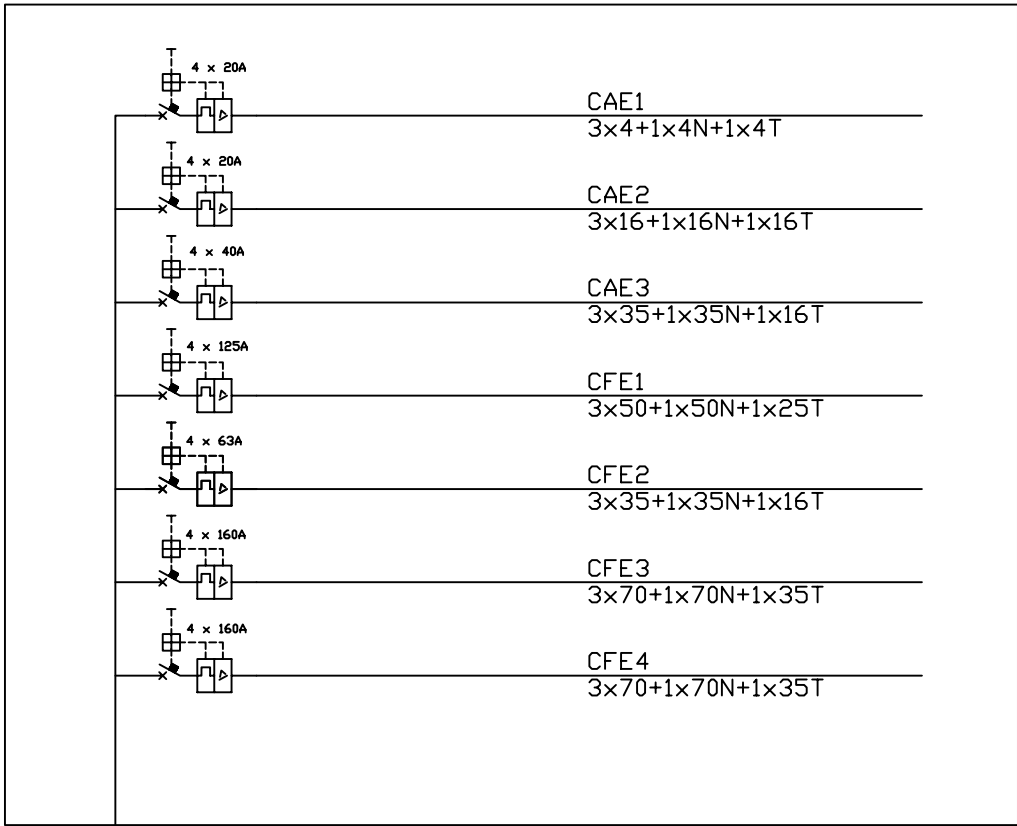 4 x 20A
CAE1
3x4+1x4N+1x4T
4 x 20A
CAE2
3x16+1x16N+1x16T
4 x 40A
CAE3
3x35+1x35N+1x16T
4 x 125A
CFE1
3x50+1x50N+1x25T
4 x 63A
CFE2
3x35+1x35N+1x16T
4 x 160A
CFE3
3x70+1x70N+1x35T
4 x 160A
CFE4
3x70+1x70N+1x35T